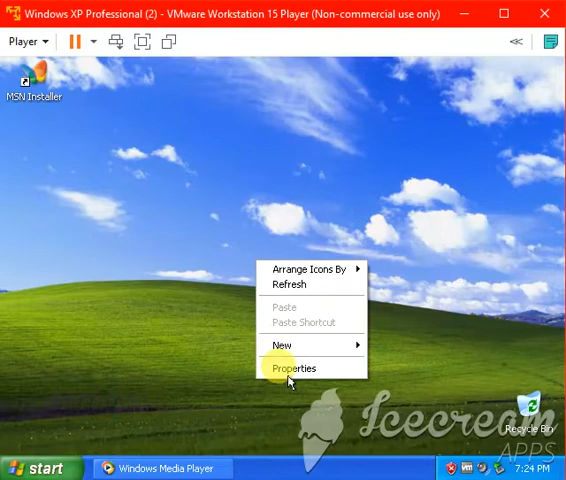 Windows XP Professional (2) - VMware Workstation 15 Player (Non-commercial use only)
Player
MSN Installer
Arrange Icons By
Refresh
Paste
Paste Shortcut
New
Properties
Icecream
APPS
Recycle Bin
start
Windows Media Player
7:24 PM